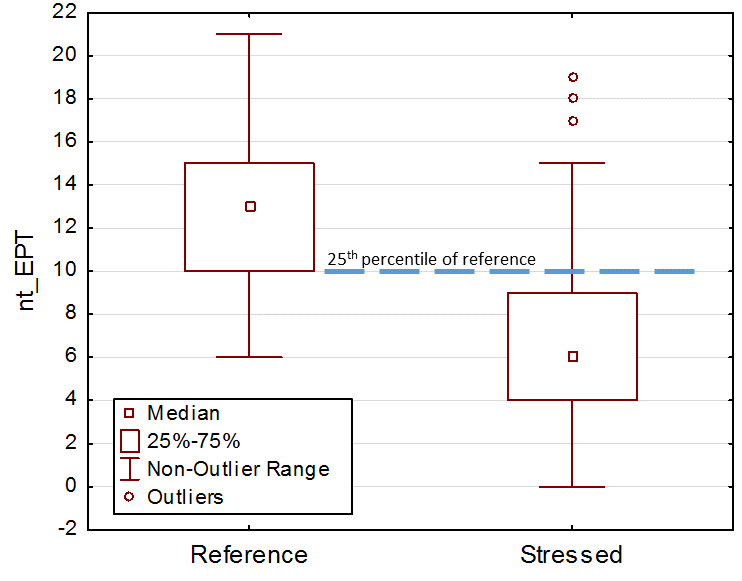 22
20
18
16
14
12
10
8
6
4
2
0
-2
nt_EPT
25th percentile of reference
Median
25%-75%
Non-Outlier Range
Outliers
Reference
Stressed